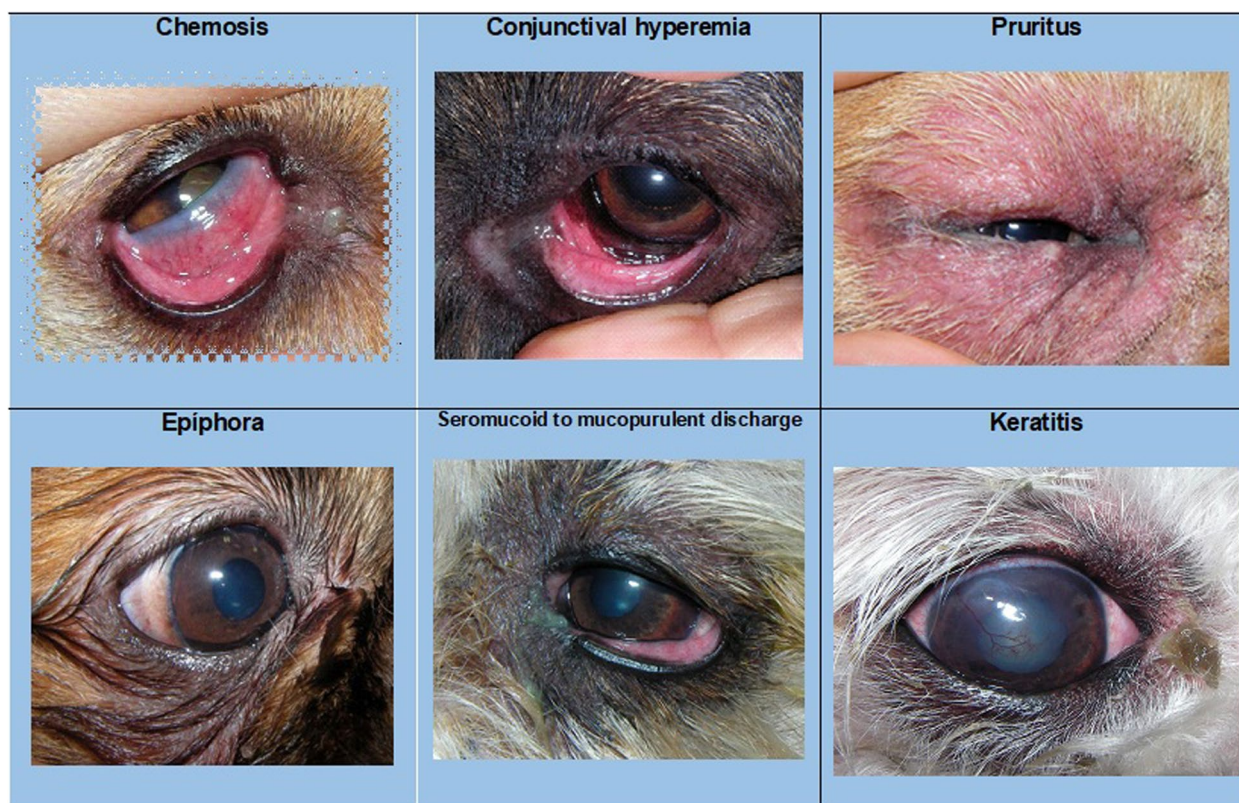 Chemosis
Conjunctival hyperemia
Pruritus
Epíphora
Seromucoid to mucopurulent discharge
Keratitis